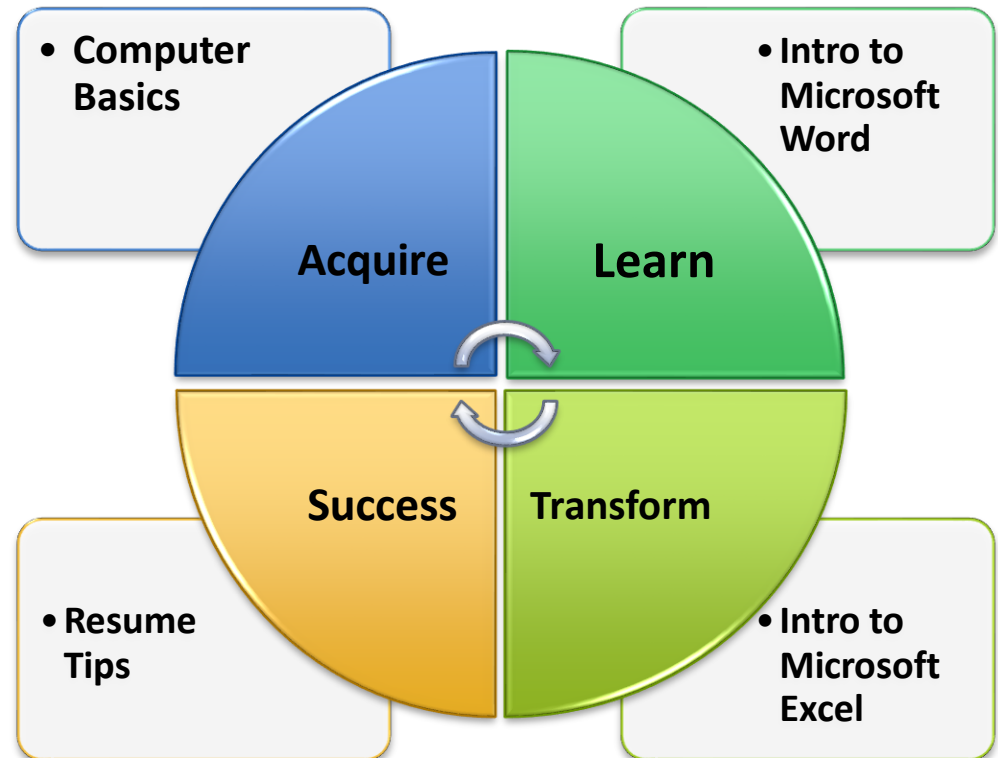 • Computer
Basics
• Intro to
Microsoft
Word
Acquire
Learn
Success
Transform
• Resume
Tips
• Intro to
Microsoft
Excel